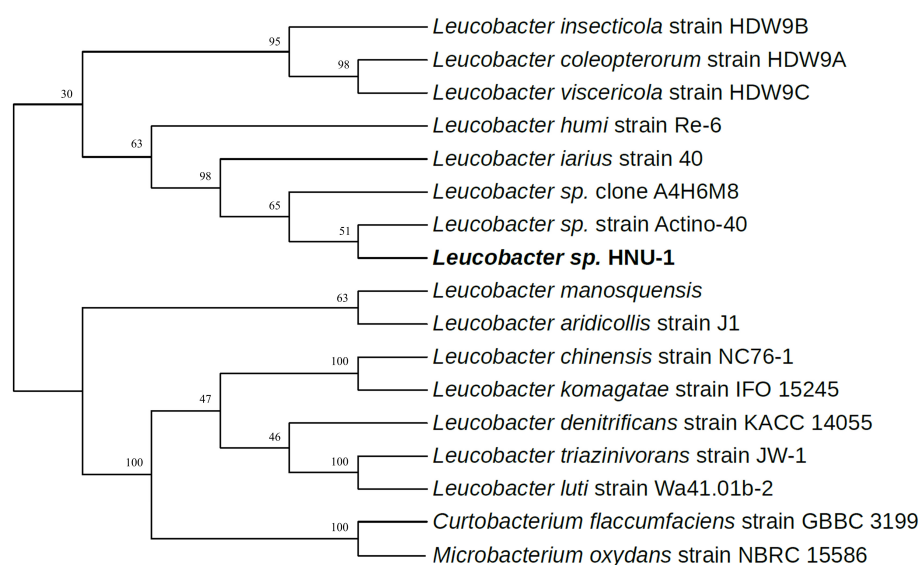 Leucobacter insecticola strain HDW9B
95
Leucobacter coleopterorum strain HDW9A
98
Leucobacter viscericola strain HDW9C
30
Leucobacter humi strain Re-6
63
Leucobacter iarius strain 40
98
Leucobacter sp. clone A4H6M8
65
Leucobacter sp. strain Actino-40
51
Leucobacter sp. HNU-1
Leucobacter manosquensis
63
Leucobacter aridicollis strain J1
Leucobacter chinensis strain NC76-1
100
Leucobacter komagatae strain IFO 15245
47
Leucobacter denitrificans strain KACC 14055
46
Leucobacter triazinivorans strain JW-1
100
Leucobacter luti strain Wa41.01b-2
100
Curtobacterium flaccumfaciens strain GBBC 3199
100
Microbacterium oxydans strain NBRC 15586